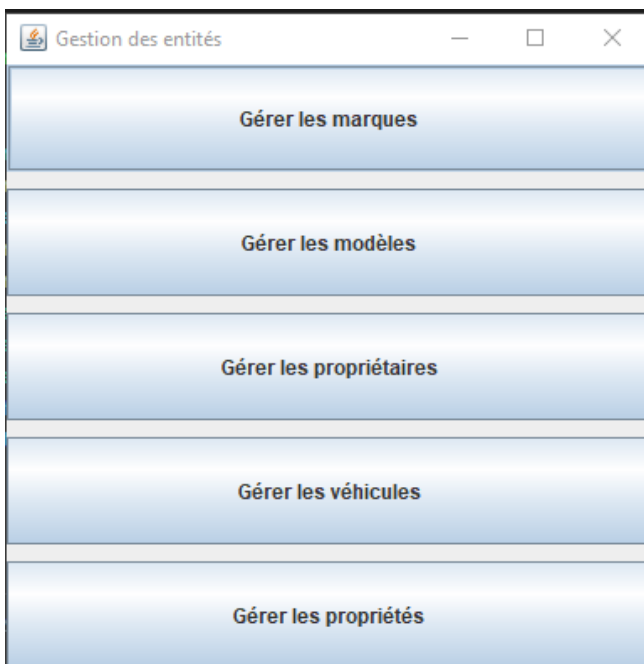 Gestion des entités
Gérer les marques
Gérer les modèles
Gérer les propriétaires
Gérer les véhicules
Gérer les propriétés